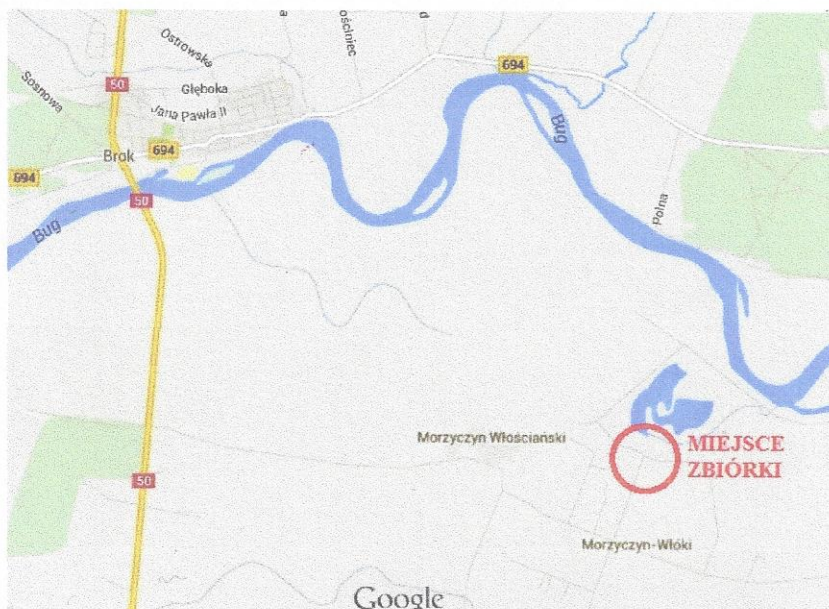 ościniec
a
d
Ostrowska
694
50
Głęboka
Sosnowa
Jana Pawła II
Bug
Brok
694
694
50
Polna
Bug
Morzyczyn Włościański
MIEJSCE
ZBIÓRKI
50
Morzyczyn-Włóki
Google